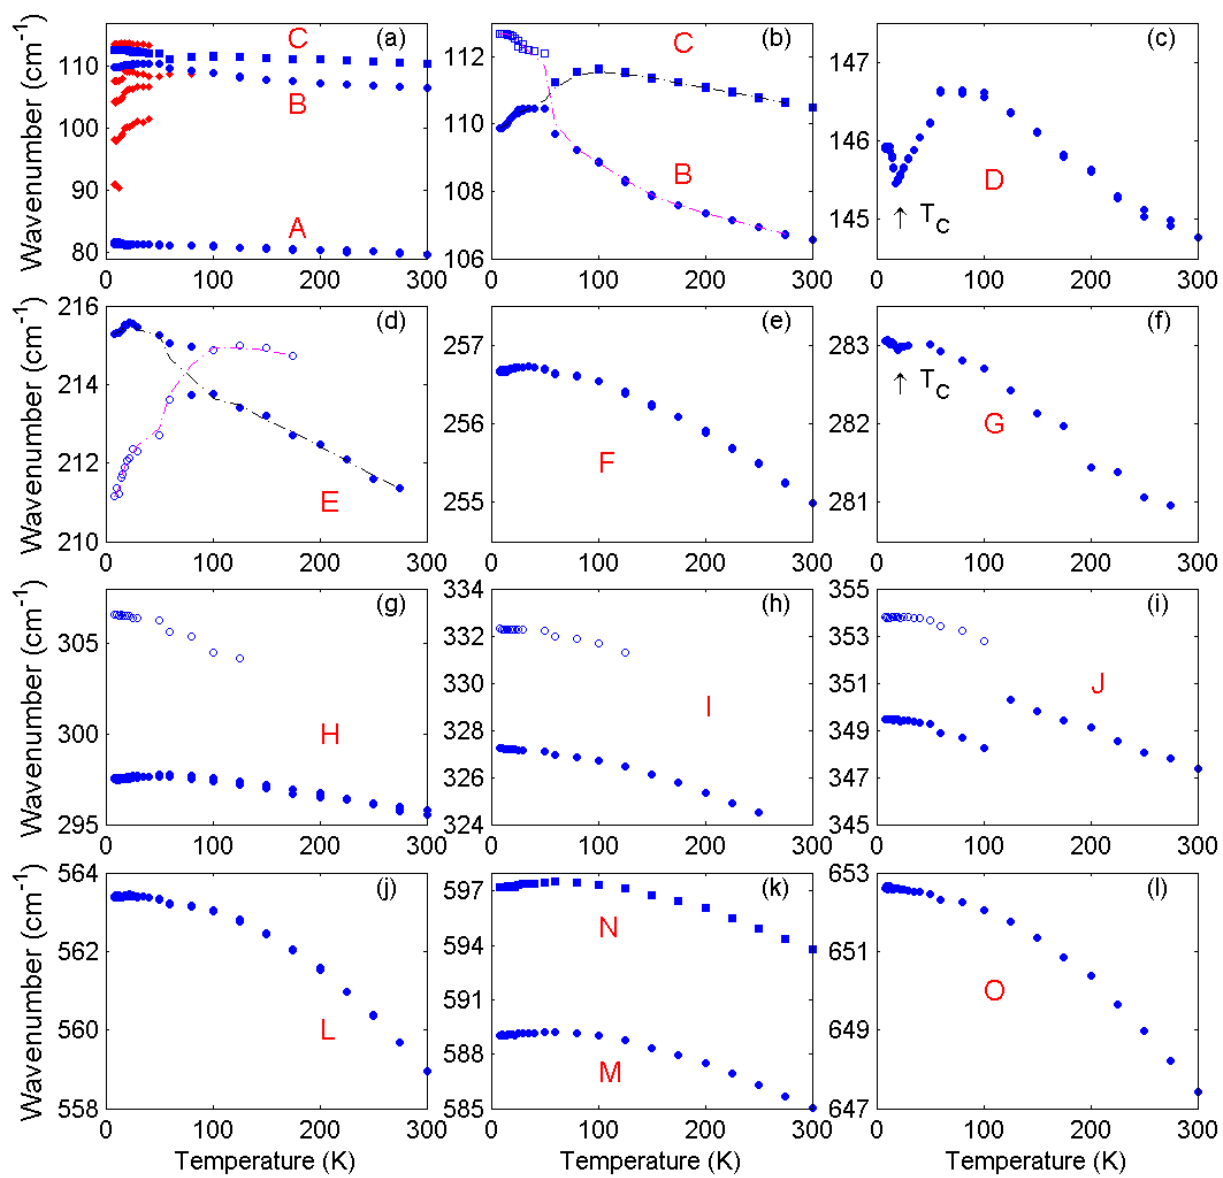 Wavenumber (cm⁻¹)
110
100
90
80
0 100 200 300
(a)
C
B
A
112
110
108
106
0 100 200 300
(b)
C
B
147
146
145
0 100 200 300
(c)
D
↑ T_C
Wavenumber (cm⁻¹)
216
214
212
210
0 100 200 300
(d)
E
257
256
255
0 100 200 300
(e)
F
283
282
281
0 100 200 300
(f)
↑ T_C
G
Wavenumber (cm⁻¹)
305
300
295
0 100 200 300
(g)
H
334
332
330
328
326
324
0 100 200 300
(h)
I
355
353
351
349
347
345
0 100 200 300
(i)
J
Wavenumber (cm⁻¹)
564
562
560
558
0 100 200 300
(j)
L
Temperature (K)
597
594
591
588
585
0 100 200 300
(k)
N
M
Temperature (K)
653
651
649
647
0 100 200 300
(l)
O
Temperature (K)